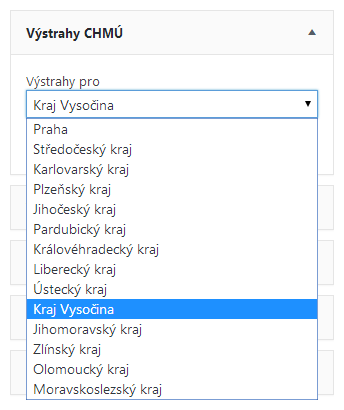 Výstrahy CHMÚ
Výstrahy pro
Kraj Vysočina
Praha
Středočeský kraj
Karlovarský kraj
Plzeňský kraj
Jihočeský kraj
Pardubický kraj
Královéhradecký kraj
Liberecký kraj
Ústecký kraj
Kraj Vysočina
Jihomoravský kraj
Zlínský kraj
Olomoucký kraj
Moravskoslezský kraj